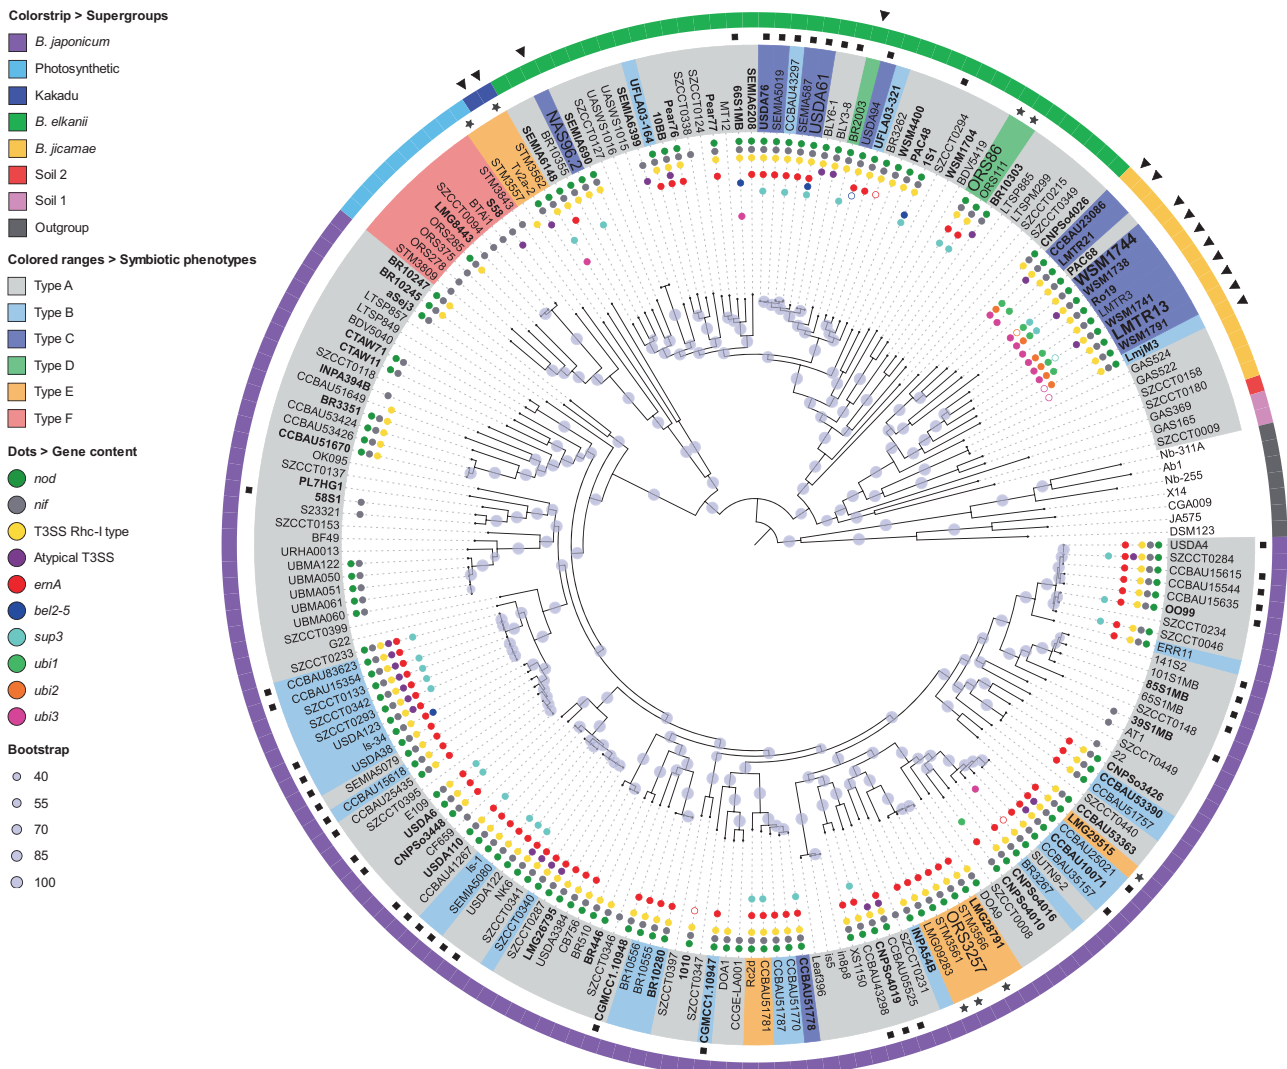 Colorstrip > Supergroups
B. japonicum
Photosynthetic
Kakadu
B. elkanii
B. jicamae
Soil 2
Soil 1
Outgroup
Colored ranges > Symbiotic phenotypes
Type A
Type B
Type C
Type D
Type E
Type F
Dots > Gene content
nod
nif
T3SS Rhc-I type
Atypical T3SS
ernA
bel2-5
sup3
ubi1
ubi2
ubi3
Bootstrap
40
55
70
85
100
STM3809
ORS278
ORS375
ORS285
LMG8443
SZCCT0094
BTAi1
S58
STM3843
STM3557
Tv2a-2
STM3562
SEMIA6148
BR10395
NAS96.2
SEMIA690
SZCCT0127
UASWS1016
UASWS1015
SEMIA6399
UFLA03-164
10BB
Pear76
SZCCT0338
SZCCT0124
Pear77
MT12
66S1MB
SEMIA6208
USDA76
SEMIA5019
CCBAU43297
SEMIA587
USDA61
BLY6-1
BLY3-8
BR2003
USDA94
UFLA03-321
BR3262
WSM4400
PAC48
1S1
SZCCT0294
WSM1704
BDV5419
ORS86
ORS111
BR10303
LTSP885
LTSPM299
SZCCT0215
SZCCT0349
CNPSo4026
CCBAU23086
LMTR21
PAC68
WSM1744
WSM1738
Ro19
LMTR3
WSM1741
LMTR13
WSM1791
LmjM3
GAS524
GAS522
SZCCT0158
SZCCT0180
GAS369
GAS165
SZCCT0009
Nb-311A
Ab1
Nb-255
X14
CGA009
JA575
DSM123
USDA4
SZCCT0284
CCBAU15615
CCBAU15544
CCBAU15635
OO99
SZCCT0234
SZCCT0046
ERR11
141S2
101S1MB
85S1MB
65S1MB
SZCCT0148
39S1MB
AT1
SZCCT0449
22
CNPSo3426
CCBAU53390
CCBAU51757
SZCCT0440
CCBAU53363
LMG29515
CCBAU25021
CCBAU10071
CCBAU35157
SUTN9-2
BR3267
CNPSo4016
CNPSo4010
SZCCT0008
DOA9
LMG28791
STM3566
ORS3257
STM3561
LMG09283
INPA54B
SZCCT0231
CCBAU05525
CNPSo4019
CCBAU43298
XS1150
in8p8
is5
Leaf396
CCBAU51778
CCBAU51770
CCBAU51787
CCBAU51781
Rc2d
CCGE-LA001
DOA1
CGMCC1.10947
SZCCT0347
1010
SZCCT0397
BR10280
BR10555
BR10556
CGMCC1.10948
SZCCT0346
BR446
BR510
CB756
USDA3384
LMG26795
SZCCT0287
SZCCT0340
SZCCT0341
NK6
USDA122
SEMIA5080
Is-1
CCBAU41267
USDA110
CF659
CNPSo3448
USDA6
E109
SZCCT0395
CCBAU25435
CCBAU15618
SEMIA5079
USDA38
Is-34
USDA123
SZCCT0293
SZCCT0342
SZCCT0133
CCBAU15354
CCBAU83623
SZCCT0233
G22
SZCCT0399
UBMA060
UBMA061
UBMA051
UBMA050
UBMA122
URHA0013
BF49
SZCCT0153
S23321
58S1
PL7HG1
SZCCT0137
OK095
CCBAU51670
CCBAU53426
CCBAU53424
BR3351
CCBAU51649
INPA394B
SZCCT0118
CTAW11
CTAW71
BDV5040
LTSP849
LTSP857
aSej3
BR10245
BR10247